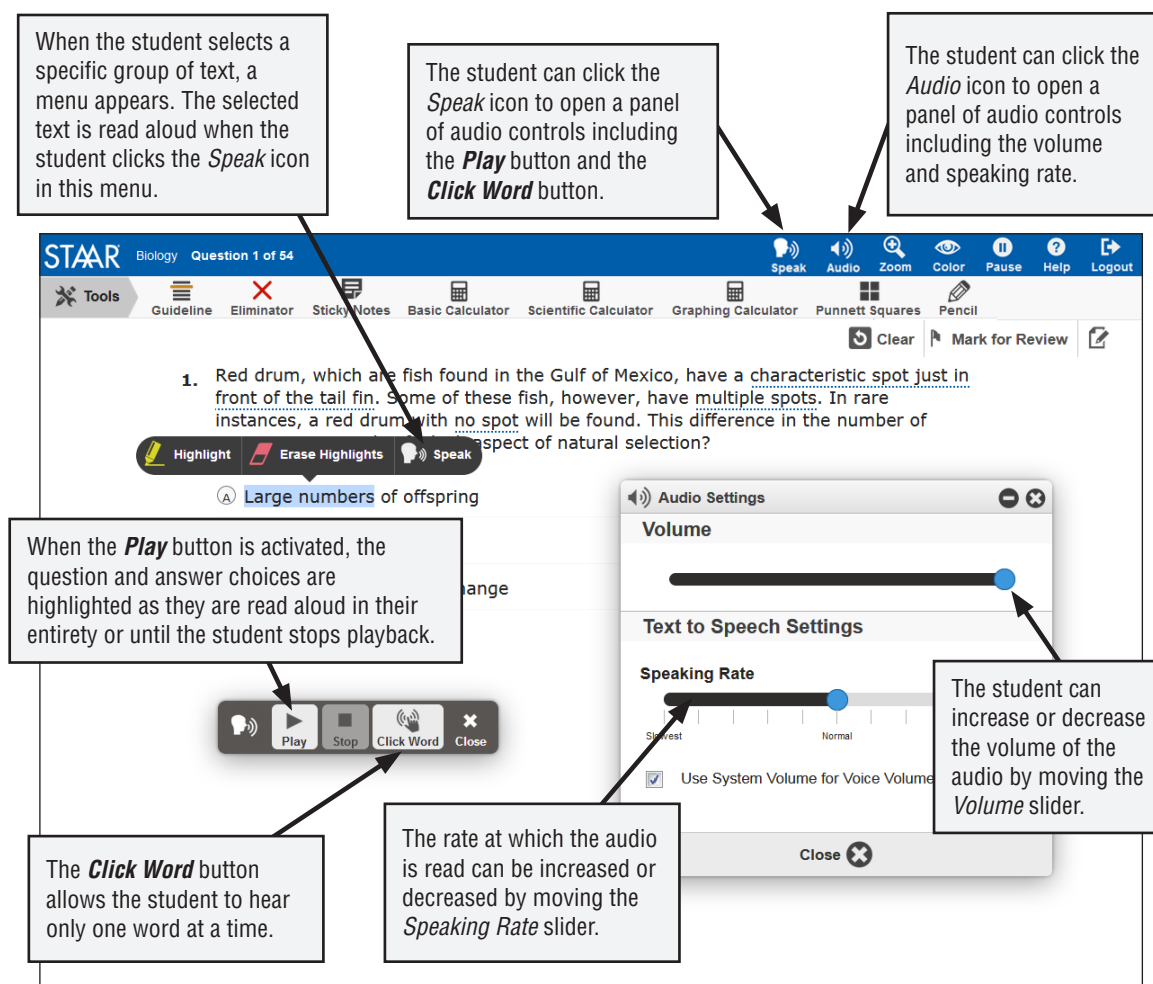 When the student selects a
specific group of text, a
menu appears. The selected
text is read aloud when the
student clicks the Speak icon
in this menu.
The student can click the
Speak icon to open a panel
of audio controls including
the Play button and the
Click Word button.
The student can click the
Audio icon to open a
panel of audio controls
including the volume
and speaking rate.
STAAR Biology Question 1 of 54
Speak Audio Zoom Color Pause Help Logout
Tools Guideline Eliminator Sticky Notes Basic Calculator Scientific Calculator Graphing Calculator Punnett Squares Pencil
Clear Mark for Review
1. Red drum, which are fish found in the Gulf of Mexico, have a characteristic spot just in
front of the tail fin. Some of these fish, however, have multiple spots. In rare
instances, a red drum with no spot will be found. This difference in the number of
aspect of natural selection?
Highlight Erase Highlights Speak
A Large numbers of offspring
When the Play button is activated, the
question and answer choices are
highlighted as they are read aloud in their
entirety or until the student stops playback.
Play Stop Click Word Close
The Click Word button
allows the student to hear
only one word at a time.
Audio Settings
Volume
Text to Speech Settings
Speaking Rate
Slowest Normal
Use System Volume for Voice Volume
Close
The rate at which the audio
is read can be increased or
decreased by moving the
Speaking Rate slider.
The student can
increase or decrease
the volume of the
audio by moving the
Volume slider.